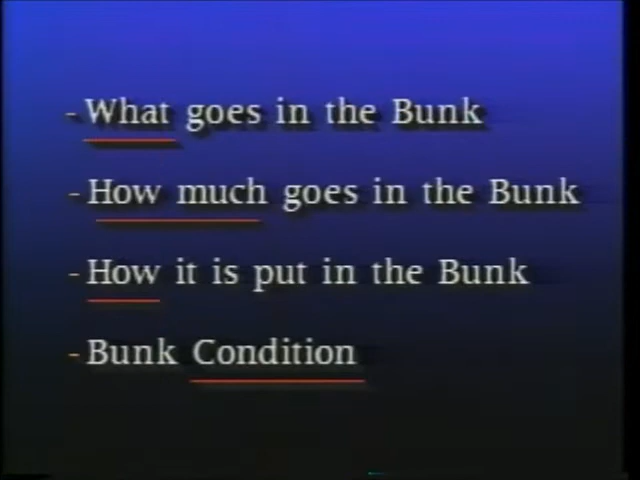 - What goes in the Bunk
- How much goes in the Bunk
- How it is put in the Bunk
- Bunk Condition